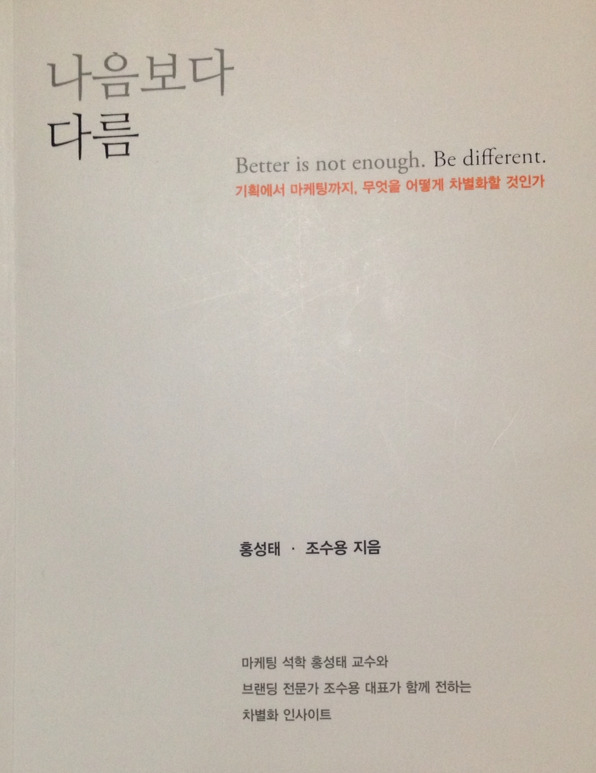 나음보다
다름
Better is not enough. Be different.
기획에서 마케팅까지, 무엇을 어떻게 차별화할 것인가
홍성태 · 조수용 지음
마케팅 석학 홍성태 교수와
브랜딩 전문가 조수용 대표가 함께 전하는
차별화 인사이트